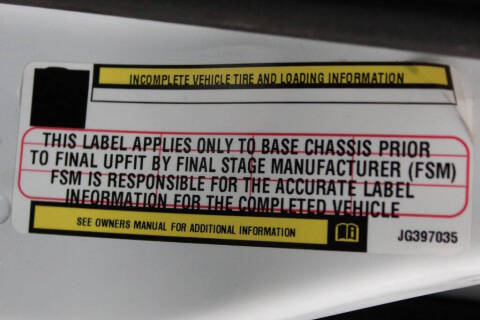 INCOMPLETE VEHICLE TIRE AND LOADING INFORMATION
THIS LABEL APPLIES ONLY TO BASE CHASSIS PRIOR
TO FINAL UPFIT BY FINAL STAGE MANUFACTURER (FSM)
FSM IS RESPONSIBLE FOR THE ACCURATE LABEL
INFORMATION FOR THE COMPLETED VEHICLE
SEE OWNERS MANUAL FOR ADDITIONAL INFORMATION
JG397035